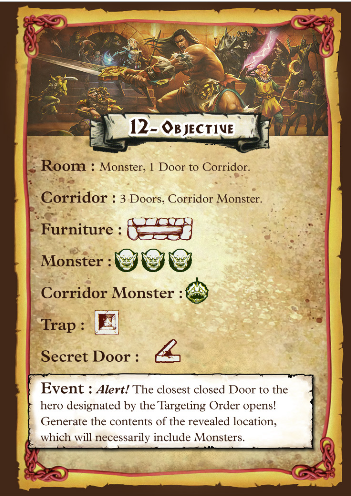 12- Objective
Room : Monster, 1 Door to Corridor.
Corridor : 3 Doors, Corridor Monster.
Furniture :
Monster :
Corridor Monster :
Trap :
Secret Door :
Event : Alert! The closest closed Door to the
hero designated by the Targeting Order opens!
Generate the contents of the revealed location,
which will necessarily include Monsters.